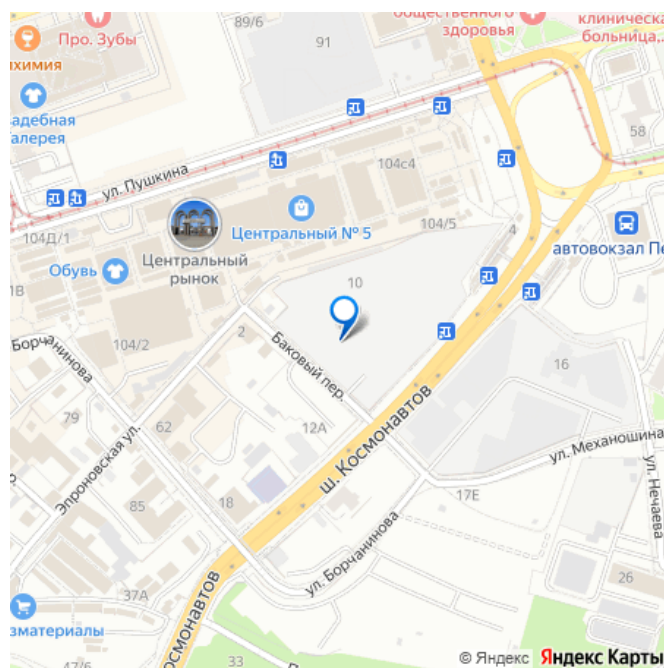 общественного
здоровья
клиническа
больница,...
Про. Зубы
91
89/6
лхимия
адебная
алерея
58
ул. Пушкина
104с4
104/5
4
автовокзал Пе
104Д/1
Центральный № 5
Обувь
Центральный
рынок
10
1В
Борчанинова
104/2
2
Баковый пер.
16
79
62
12А
ш. Космонавтов
ул. Механошина
Эпроновская ул.
85
18
17Е
ул. Нечаева
ул. Борчанинова
26
37А
зматериалы
Космонавтов
47/6
33
© Яндекс Яндекс Карты